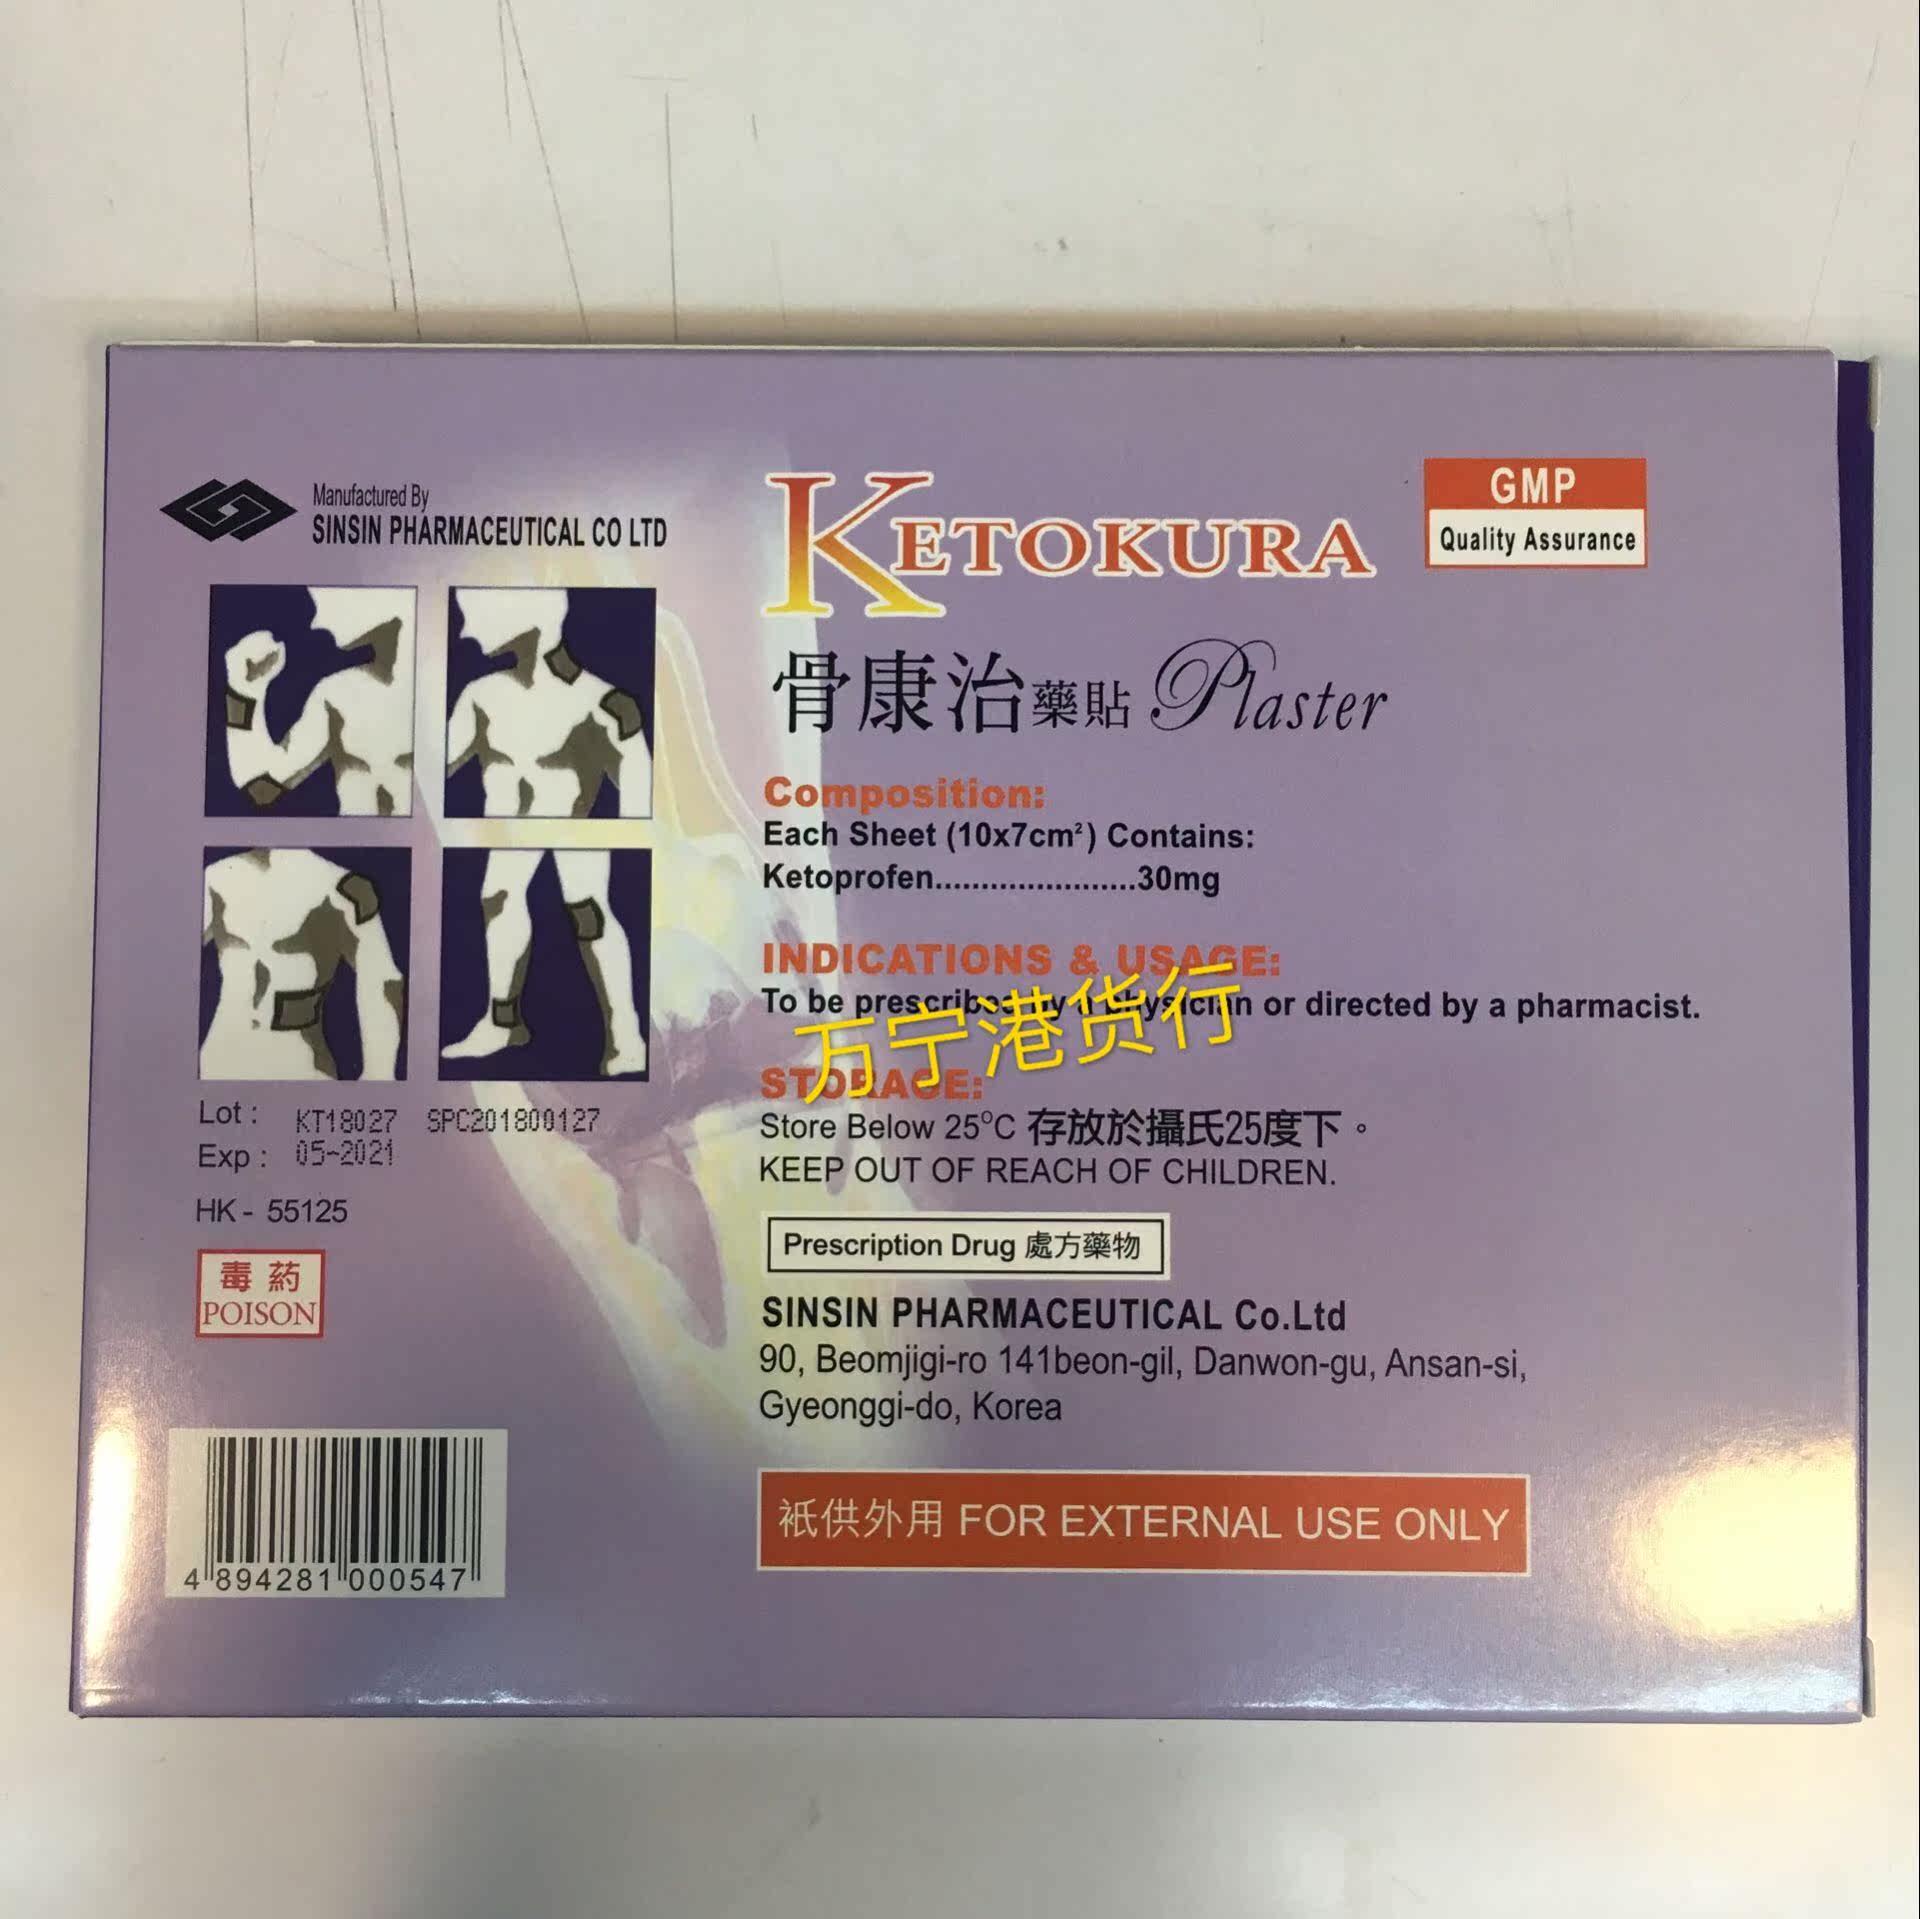 Manufactured By
SINSIN PHARMACEUTICAL CO LTD
KETOKURA
GMP
Quality Assurance
骨康治藥貼 Plaster
Composition:
Each Sheet (10x7cm²) Contains:
Ketoprofen......................30mg
INDICATIONS & USAGE:
To be prescribed by a physician or directed by a pharmacist.
万宁港货行
STORAGE:
Store Below 25°C 存放於攝氏25度下。
KEEP OUT OF REACH OF CHILDREN.
Prescription Drug 處方藥物
SINSIN PHARMACEUTICAL Co.Ltd
90, Beomjigi-ro 141beon-gil, Danwon-gu, Ansan-si,
Gyeonggi-do, Korea
祗供外用 FOR EXTERNAL USE ONLY
Lot : KT18027 SPC201800127
Exp : 05-2021
HK - 55125
毒葯
POISON
4 894281 000547